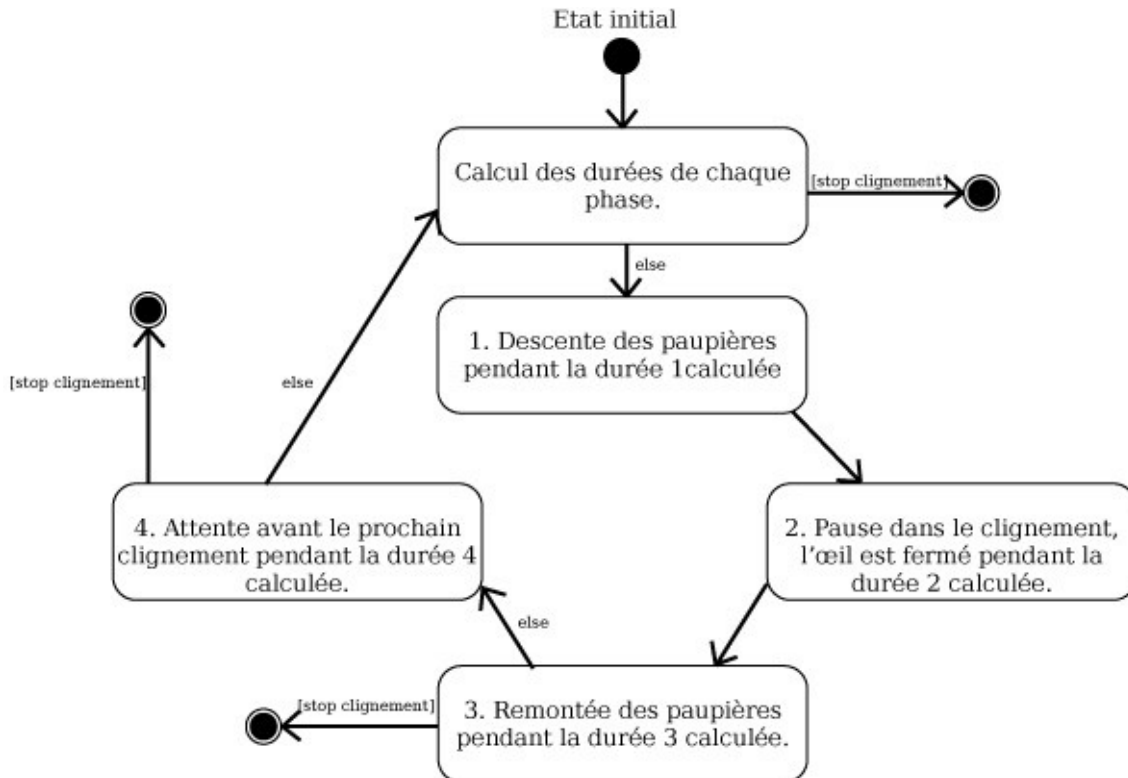 Etat initial
Calcul des durées de chaque
phase.
[stop clignement]
else
1. Descente des paupières
pendant la durée 1calculée
[stop clignement]
else
4. Attente avant le prochain
clignement pendant la durée 4
calculée.
2. Pause dans le clignement,
l'œil est fermé pendant la
durée 2 calculée.
else
[stop clignement]
3. Remontée des paupières
pendant la durée 3 calculée.